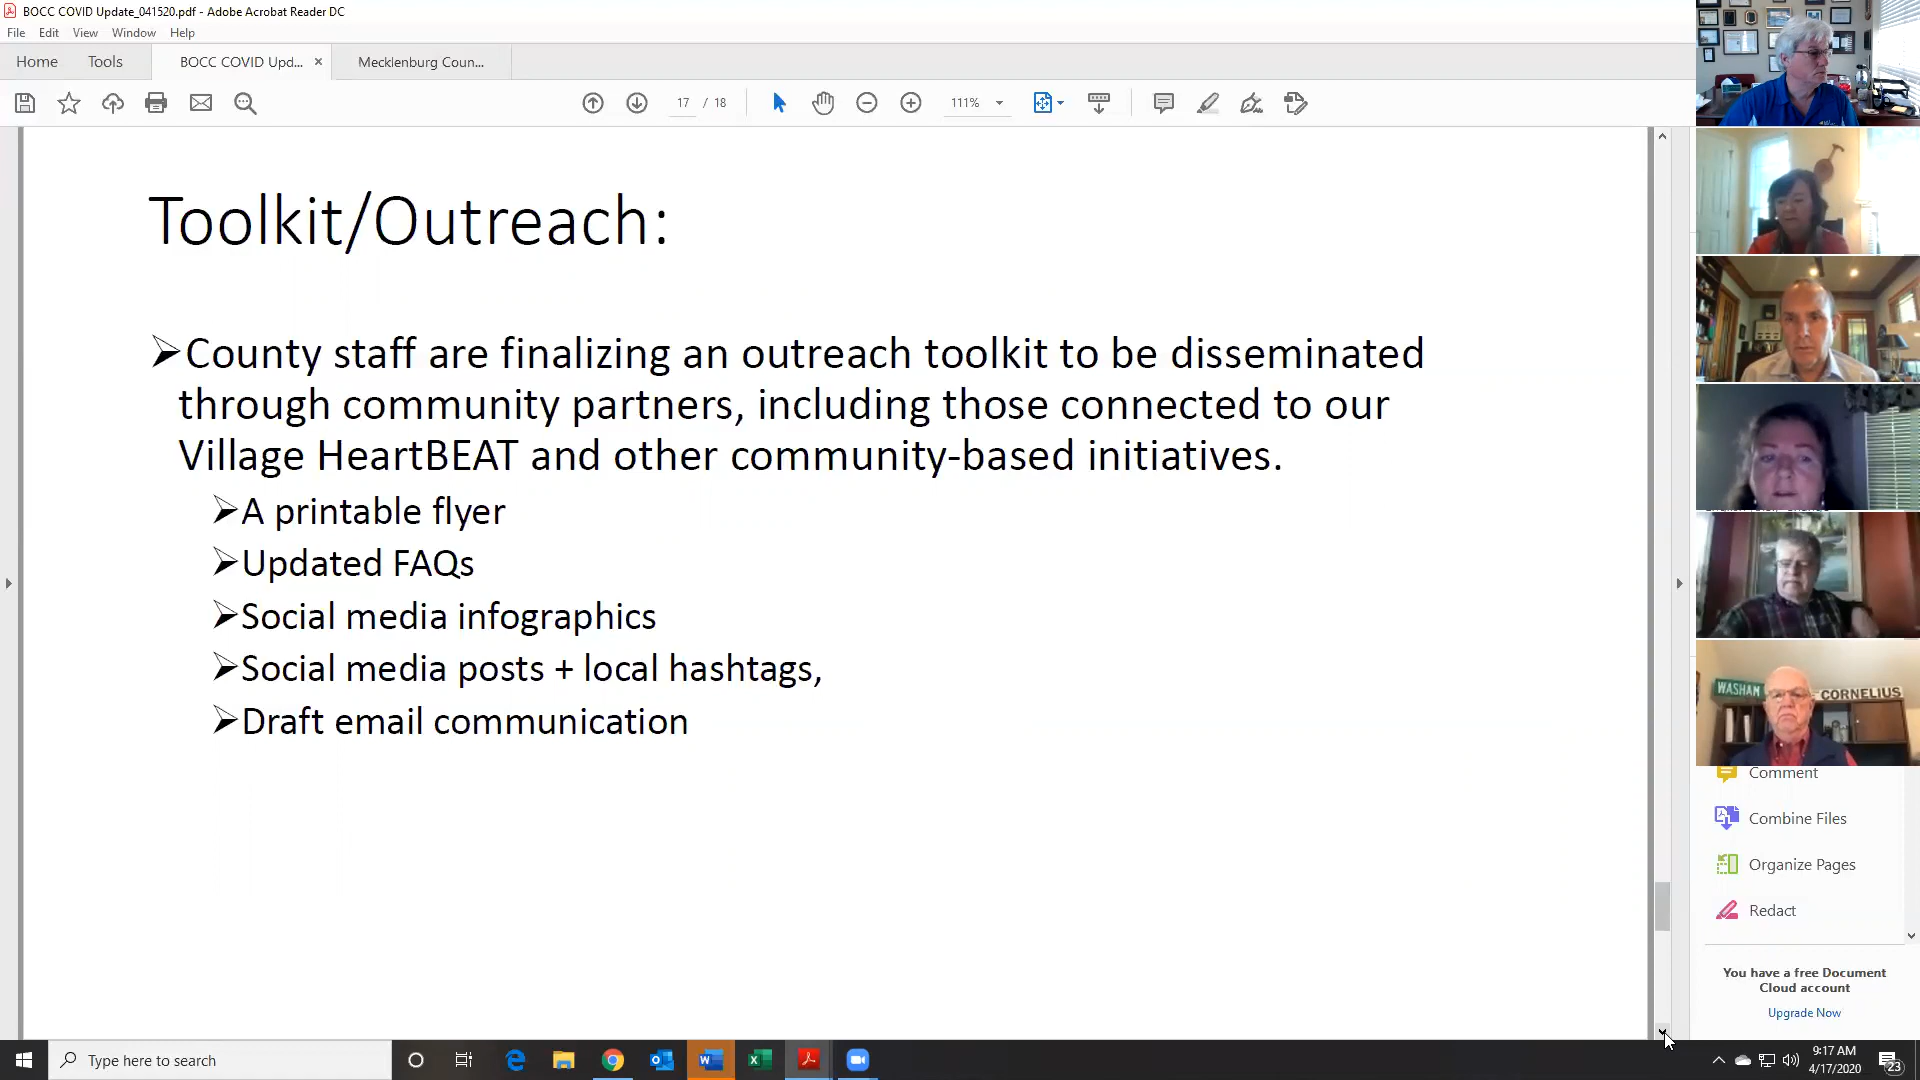 BOCC COVID Update_041520.pdf - Adobe Acrobat Reader DC
File Edit View Window Help
Home Tools BOCC COVID Upd... × Mecklenburg Coun...
17 / 18 111%
Toolkit/Outreach:
➢County staff are finalizing an outreach toolkit to be disseminated
through community partners, including those connected to our
Village HeartBEAT and other community-based initiatives.
➢A printable flyer
➢Updated FAQs
➢Social media infographics
➢Social media posts + local hashtags,
➢Draft email communication
WASHAM CORNELIUS
Comment
Combine Files
Organize Pages
Redact
You have a free Document
Cloud account
Upgrade Now
Type here to search
9:17 AM
4/17/2020
23